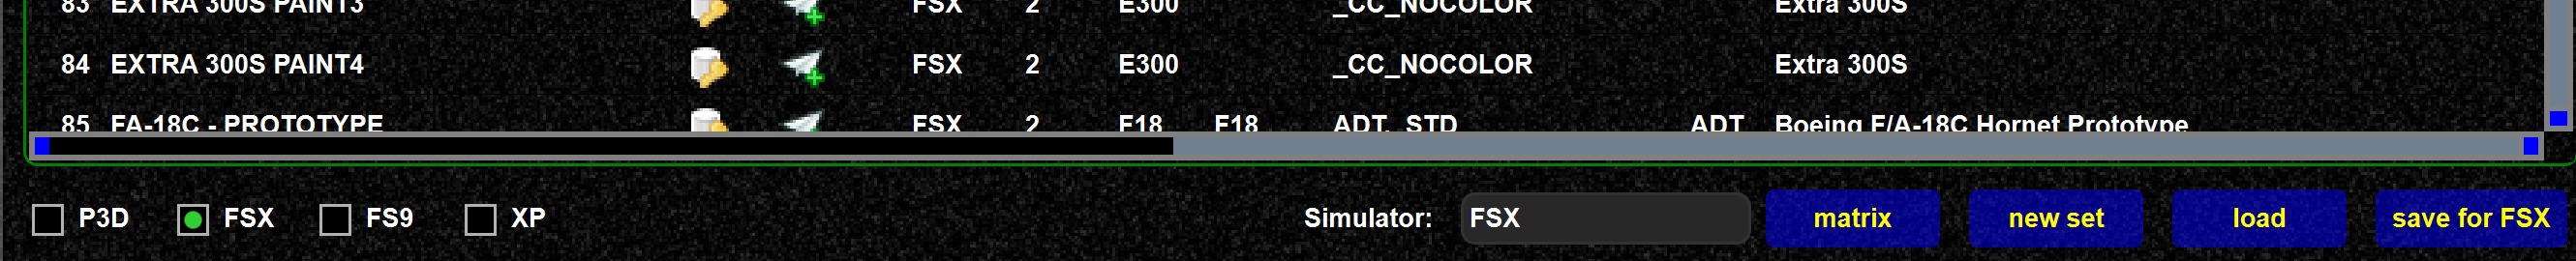 83 EXTRA 300S PAINT3 FSX 2 E300 _CC_NOCOLOR Extra 300S
84 EXTRA 300S PAINT4 FSX 2 E300 _CC_NOCOLOR Extra 300S
85 FA-18C - PROTOTYPE FSX 2 F18 F18 ADT_STD ADT Boeing F/A-18C Hornet Prototype
P3D FSX FS9 XP Simulator: FSX matrix new set load save for FSX